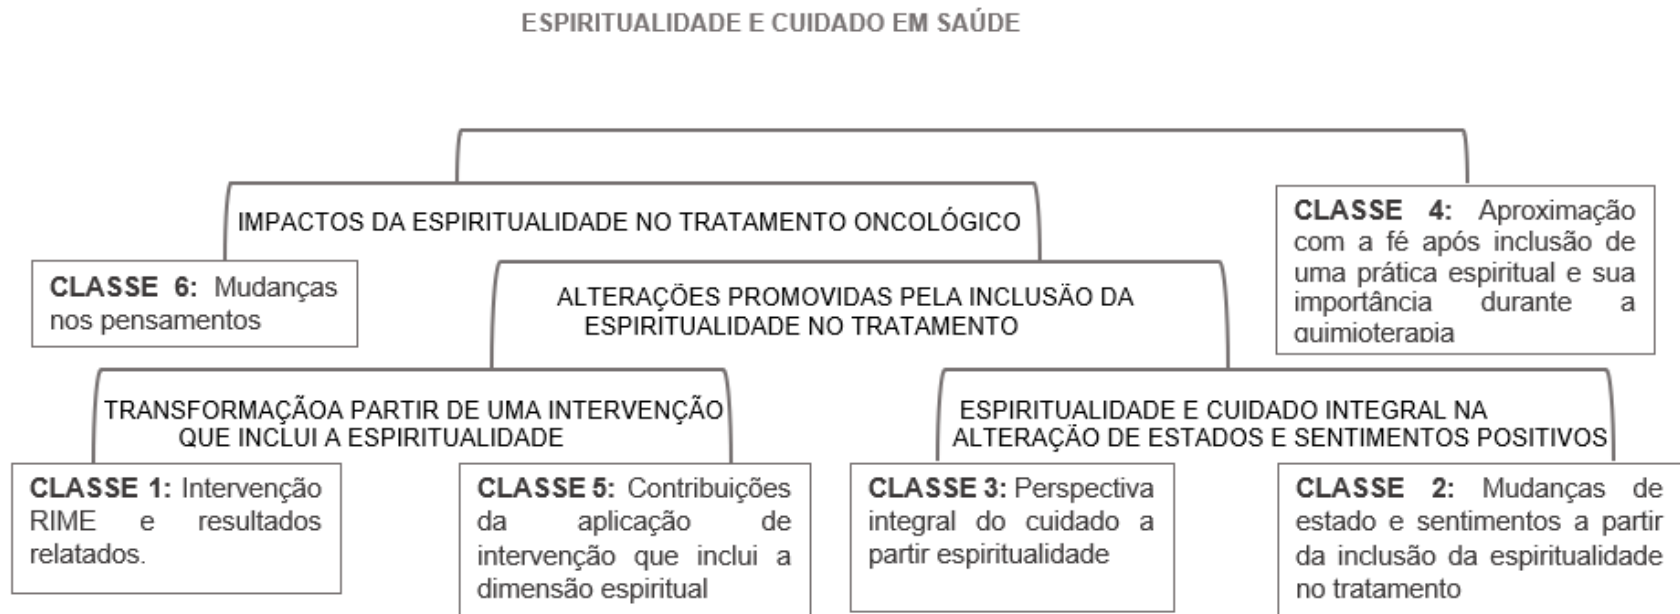 ESPIRITUALIDADE E CUIDADO EM SAÚDE
IMPACTOS DA ESPIRITUALIDADE NO TRATAMENTO ONCOLÓGICO
CLASSE 4: Aproximação
com a fé após inclusão de
uma prática espiritual e sua
importância durante a
quimioterapia
CLASSE 6: Mudanças
nos pensamentos
ALTERAÇÕES PROMOVIDAS PELA INCLUSÃO DA
ESPIRITUALIDADE NO TRATAMENTO
TRANSFORMAÇÃOA PARTIR DE UMA INTERVENÇÃO
QUE INCLUI A ESPIRITUALIDADE
ESPIRITUALIDADE E CUIDADO INTEGRAL NA
ALTERAÇÃO DE ESTADOS E SENTIMENTOS POSITIVOS
CLASSE 1: Intervenção
RIME e resultados
relatados.
CLASSE 5: Contribuições
da aplicação de
intervenção que inclui a
dimensão espiritual
CLASSE 3: Perspectiva
integral do cuidado a
partir espiritualidade
CLASSE 2: Mudanças de
estado e sentimentos a partir
da inclusão da espiritualidade
no tratamento